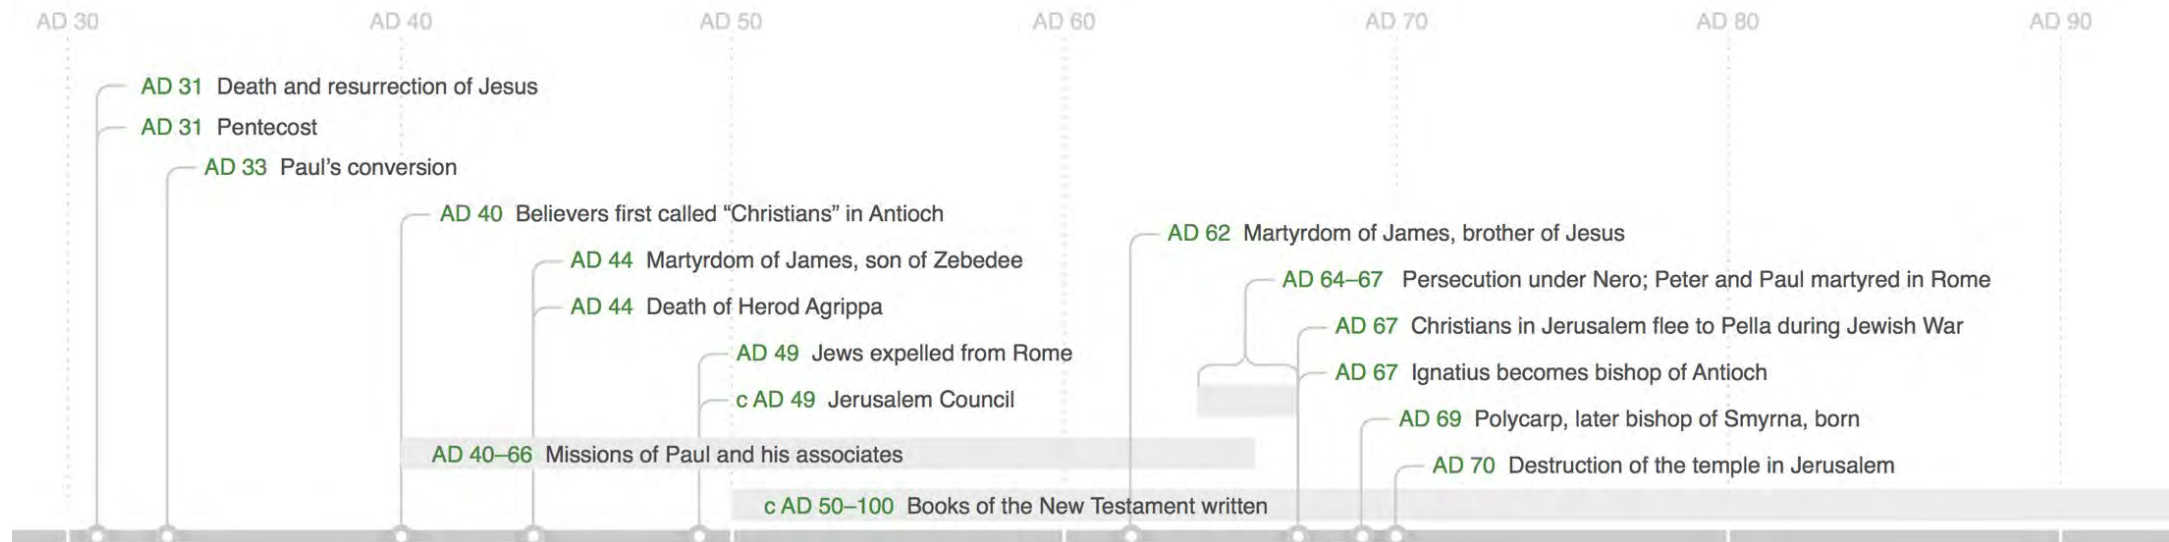 AD 30 AD 40 AD 50 AD 60 AD 70 AD 80 AD 90
AD 31 Death and resurrection of Jesus
AD 31 Pentecost
AD 33 Paul’s conversion
AD 40 Believers first called “Christians” in Antioch
AD 62 Martyrdom of James, brother of Jesus
AD 44 Martyrdom of James, son of Zebedee
AD 64–67 Persecution under Nero; Peter and Paul martyred in Rome
AD 44 Death of Herod Agrippa
AD 67 Christians in Jerusalem flee to Pella during Jewish War
AD 49 Jews expelled from Rome
AD 67 Ignatius becomes bishop of Antioch
c AD 49 Jerusalem Council
AD 69 Polycarp, later bishop of Smyrna, born
AD 40–66 Missions of Paul and his associates
AD 70 Destruction of the temple in Jerusalem
c AD 50–100 Books of the New Testament written